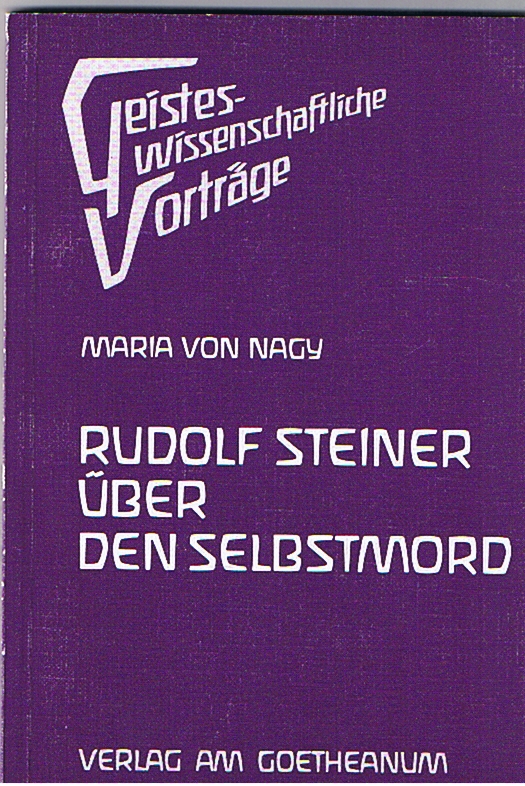 Geistes-
wissenschaftliche
Vorträge
MARIA VON NAGY
RUDOLF STEINER
ÜBER
DEN SELBSTMORD
VERLAG AM GOETHEANUM